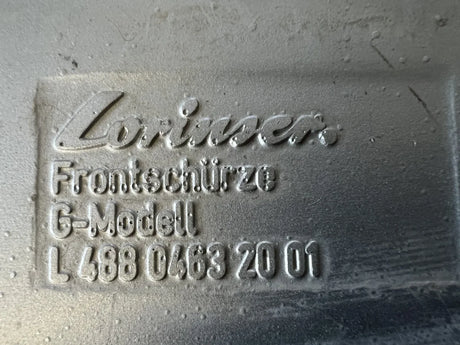 Lorinser.
Frontschürze
G-Modell
L 488 0463 20 01